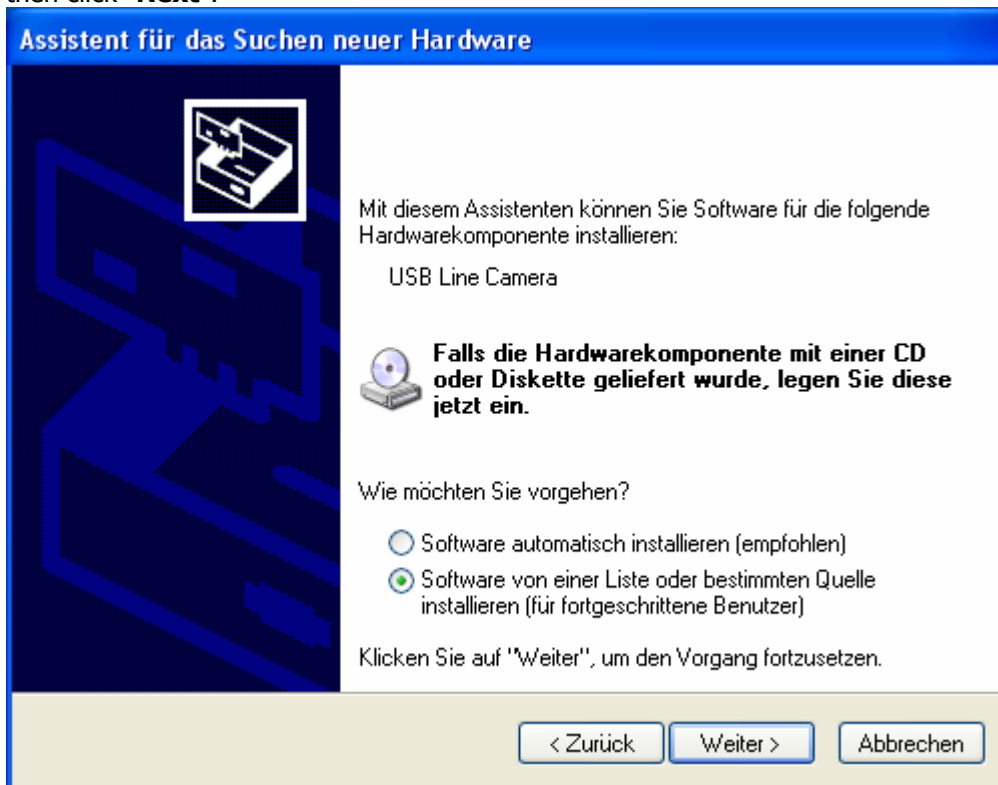 then click "Next".
Assistent für das Suchen neuer Hardware
Mit diesem Assistenten können Sie Software für die folgende
Hardwarekomponente installieren:
USB Line Camera
Falls die Hardwarekomponente mit einer CD
oder Diskette geliefert wurde, legen Sie diese
jetzt ein.
Wie möchten Sie vorgehen?
Software automatisch installieren (empfohlen)
Software von einer Liste oder bestimmten Quelle
installieren (für fortgeschrittene Benutzer)
Klicken Sie auf "Weiter", um den Vorgang fortzusetzen.
< Zurück Weiter > Abbrechen